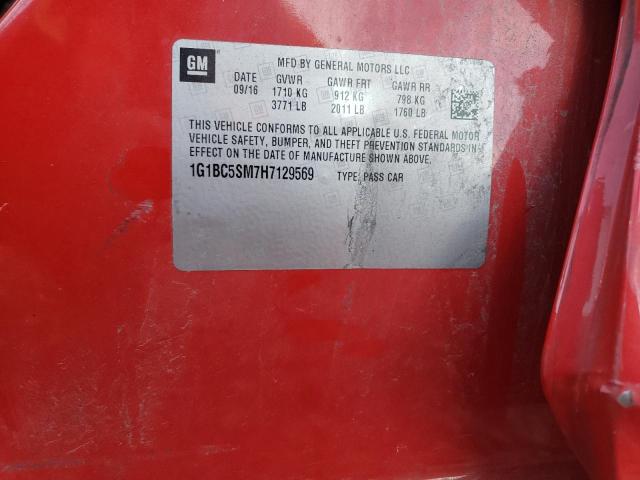 GM
MFD BY GENERAL MOTORS LLC
DATE GVWR GAWR FRT GAWR RR
09/16 1710 KG 912 KG 798 KG
3771 LB 2011 LB 1760 LB
THIS VEHICLE CONFORMS TO ALL APPLICABLE U.S. FEDERAL MOTOR
VEHICLE SAFETY, BUMPER, AND THEFT PREVENTION STANDARDS IN
EFFECT ON THE DATE OF MANUFACTURE SHOWN ABOVE.
1G1BC5SM7H7129569 TYPE: PASS CAR